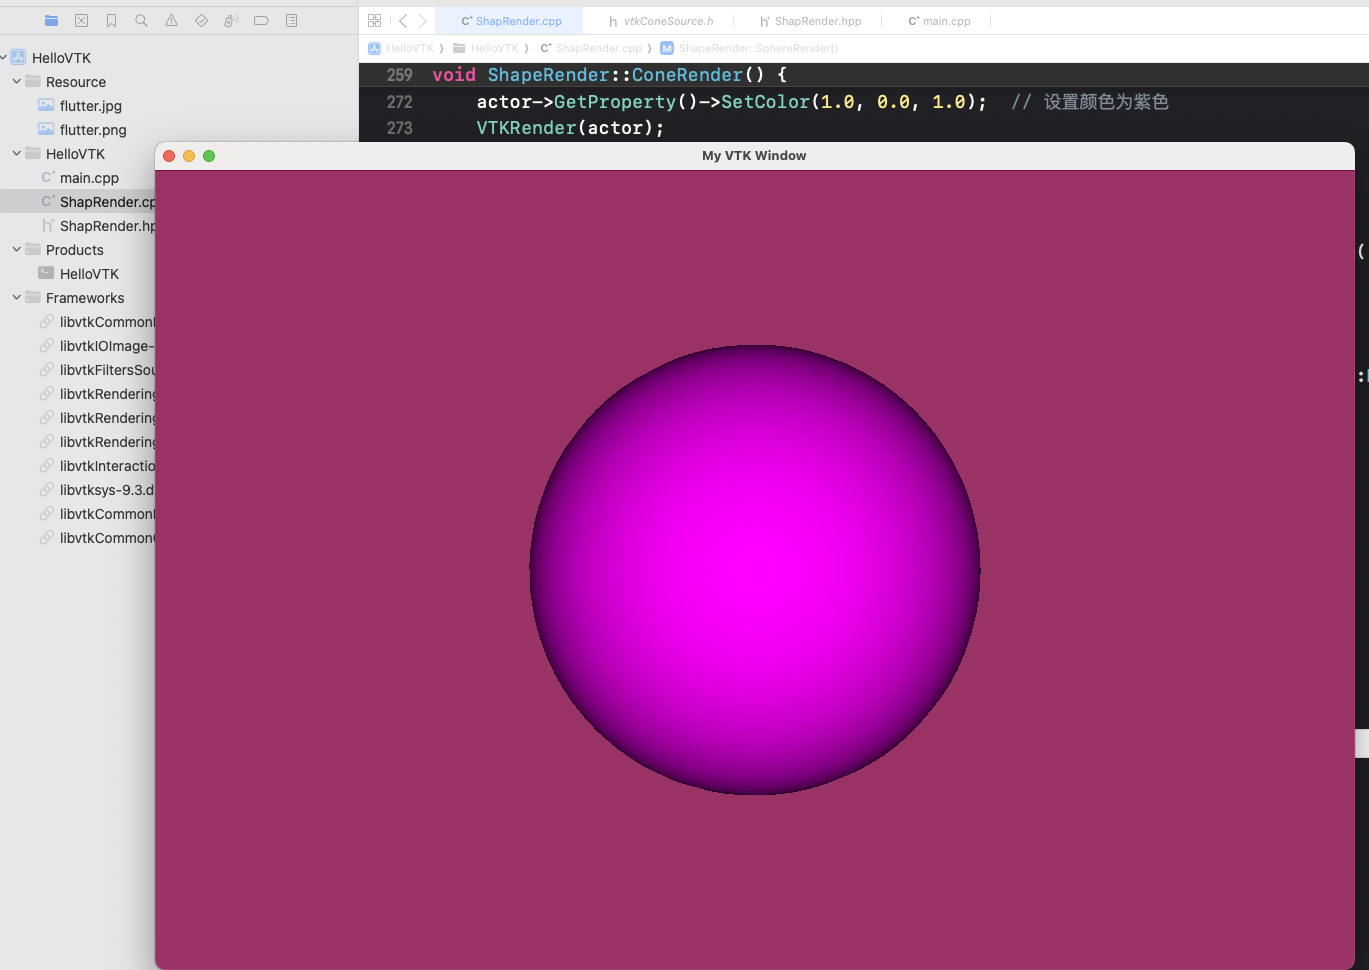 ShapRender.cpp
vtkConeSource.h
ShapRender.hpp
main.cpp
HelloVTK
HelloVTK
ShapRender.cpp
ShapeRender::SphereRender()
HelloVTK
Resource
flutter.jpg
flutter.png
HelloVTK
main.cpp
ShapRender.cp
ShapRender.hp
Products
HelloVTK
Frameworks
libvtkCommon
libvtkIOImage-
libvtkFiltersSou
libvtkRendering
libvtkRendering
libvtkRendering
libvtkInteractio
libvtksys-9.3.d
libvtkCommon
libvtkCommon
259 void ShapeRender::ConeRender() {
272 actor->GetProperty()->SetColor(1.0, 0.0, 1.0); // 设置颜色为紫色
273 VTKRender(actor);
My VTK Window
(
: